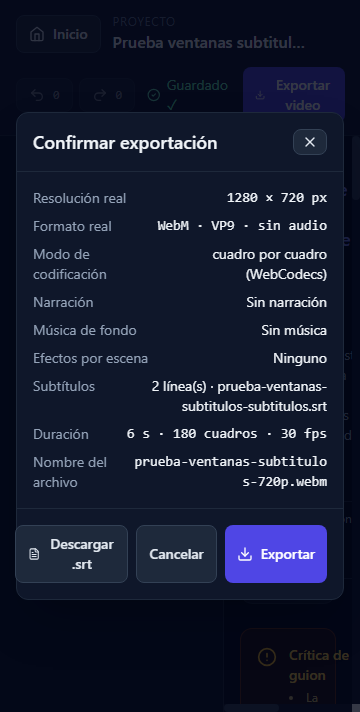 Inicio
PROYECTO
Prueba ventanas subtitul...
0
0
Guardado
✓
Exportar
video
Confirmar exportación
Resolución real
1280 × 720 px
Formato real
WebM · VP9 · sin audio
Modo de
codificación
cuadro por cuadro
(WebCodecs)
Narración
Sin narración
Música de fondo
Sin música
Efectos por escena
Ninguno
Subtítulos
2 línea(s) · prueba-ventanas-
subtitulos-subtitulos.srt
Duración
6 s · 180 cuadros · 30 fps
Nombre del
archivo
prueba-ventanas-subtitulo
s-720p.webm
Descargar
.srt
Cancelar
Exportar
Crítica de
guion
• La